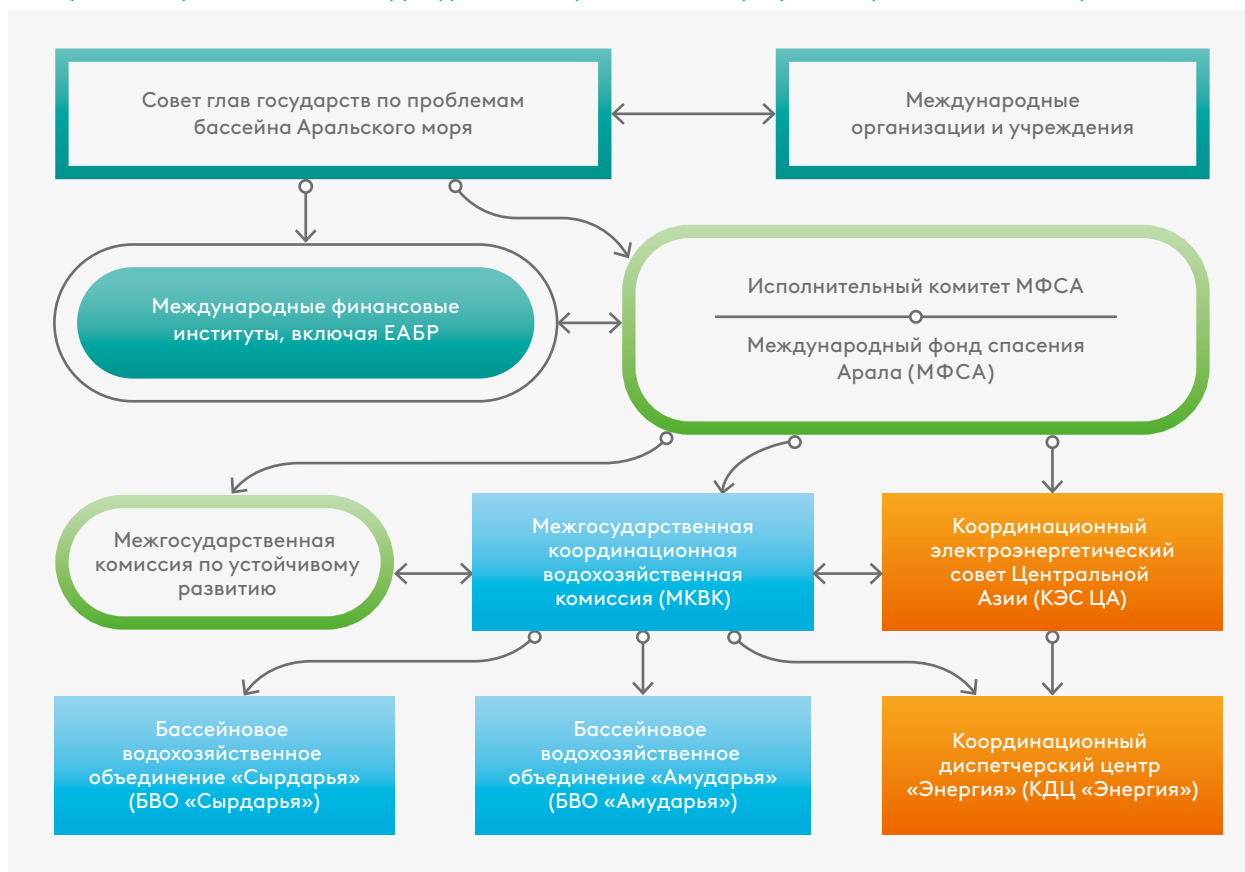 Совет глав государств по проблемам
бассейна Аральского моря
Международные
организации и учреждения
Международные финансовые
институты, включая ЕАБР
Исполнительный комитет МФСА
Международный фонд спасения
Арала (МФСА)
Межгосударственная
комиссия по устойчивому
развитию
Межгосударственная
координационная
водохозяйственная
комиссия (МКВК)
Координационный
электроэнергетический
совет Центральной
Азии (КЭС ЦА)
Бассейновое
водохозяйственное
объединение «Сырдарья»
(БВО «Сырдарья»)
Бассейновое
водохозяйственное
объединение «Амударья»
(БВО «Амударья»)
Координационный
диспетчерский центр
«Энергия» (КДЦ «Энергия»)